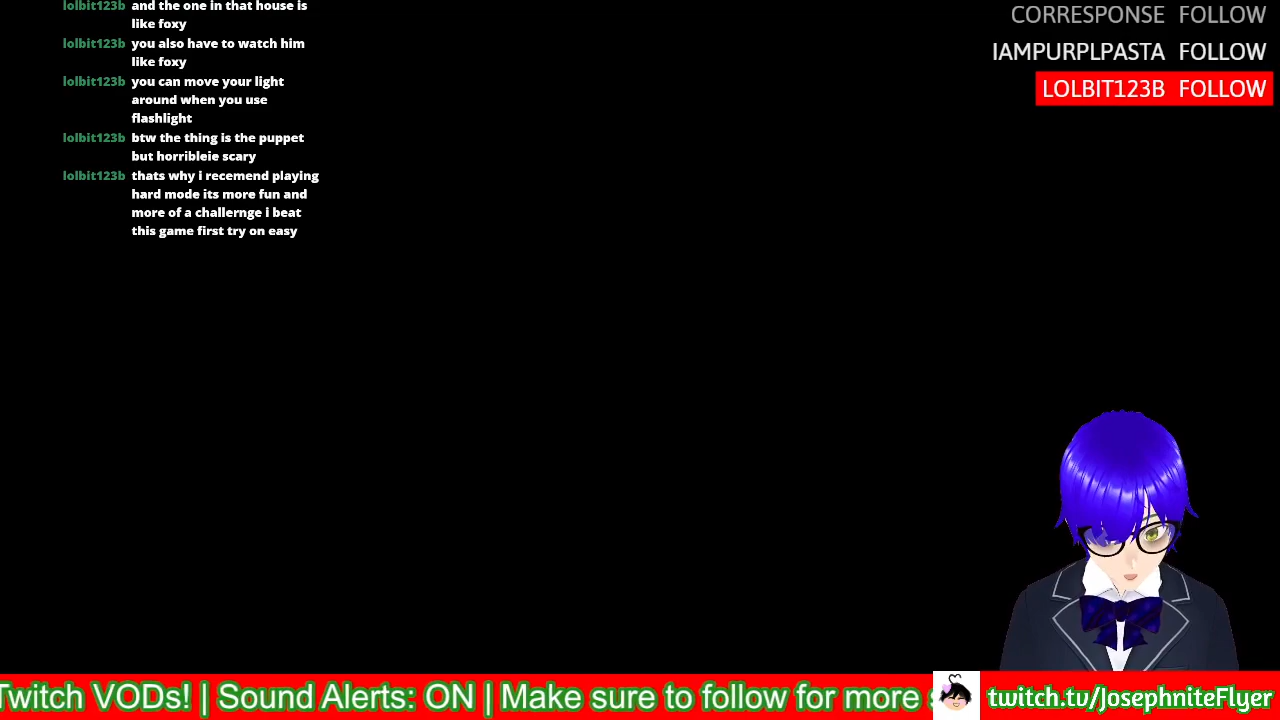 lolbit123b and the one in that house is
like foxy
lolbit123b you also have to watch him
like foxy
lolbit123b you can move your light
around when you use
flashlight
lolbit123b btw the thing is the puppet
but horribleie scary
lolbit123b thats why i recemend playing
hard mode its more fun and
more of a challernge i beat
this game first try on easy
CORRESPONSE FOLLOW
IAMPURPLPASTA FOLLOW
LOLBIT123B FOLLOW
Twitch VODs! | Sound Alerts: ON | Make sure to follow for more
twitch.tv/JosephniteFlyer